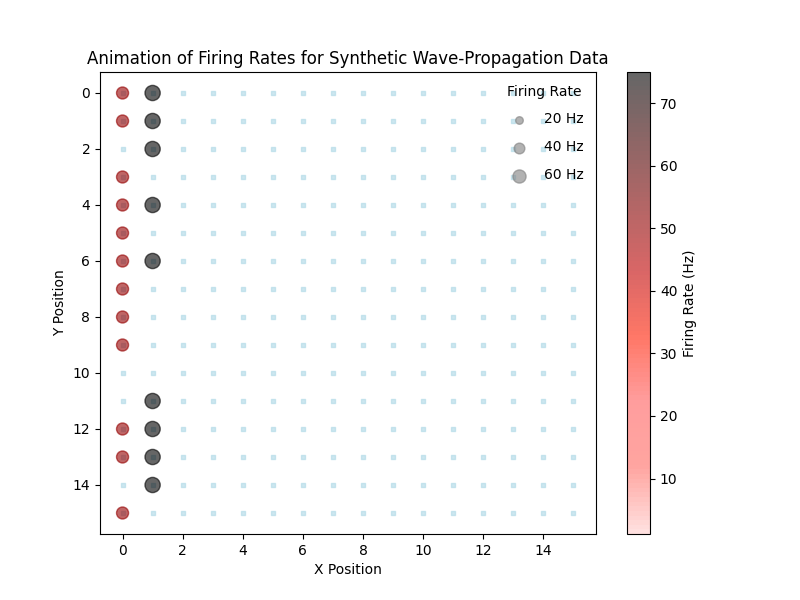 Animation of Firing Rates for Synthetic Wave-Propagation Data
Firing Rate
20 Hz
40 Hz
60 Hz
0
2
4
6
8
10
12
14
Y Position
0 2 4 6 8 10 12 14
X Position
70
60
50
40
30
20
10
Firing Rate (Hz)